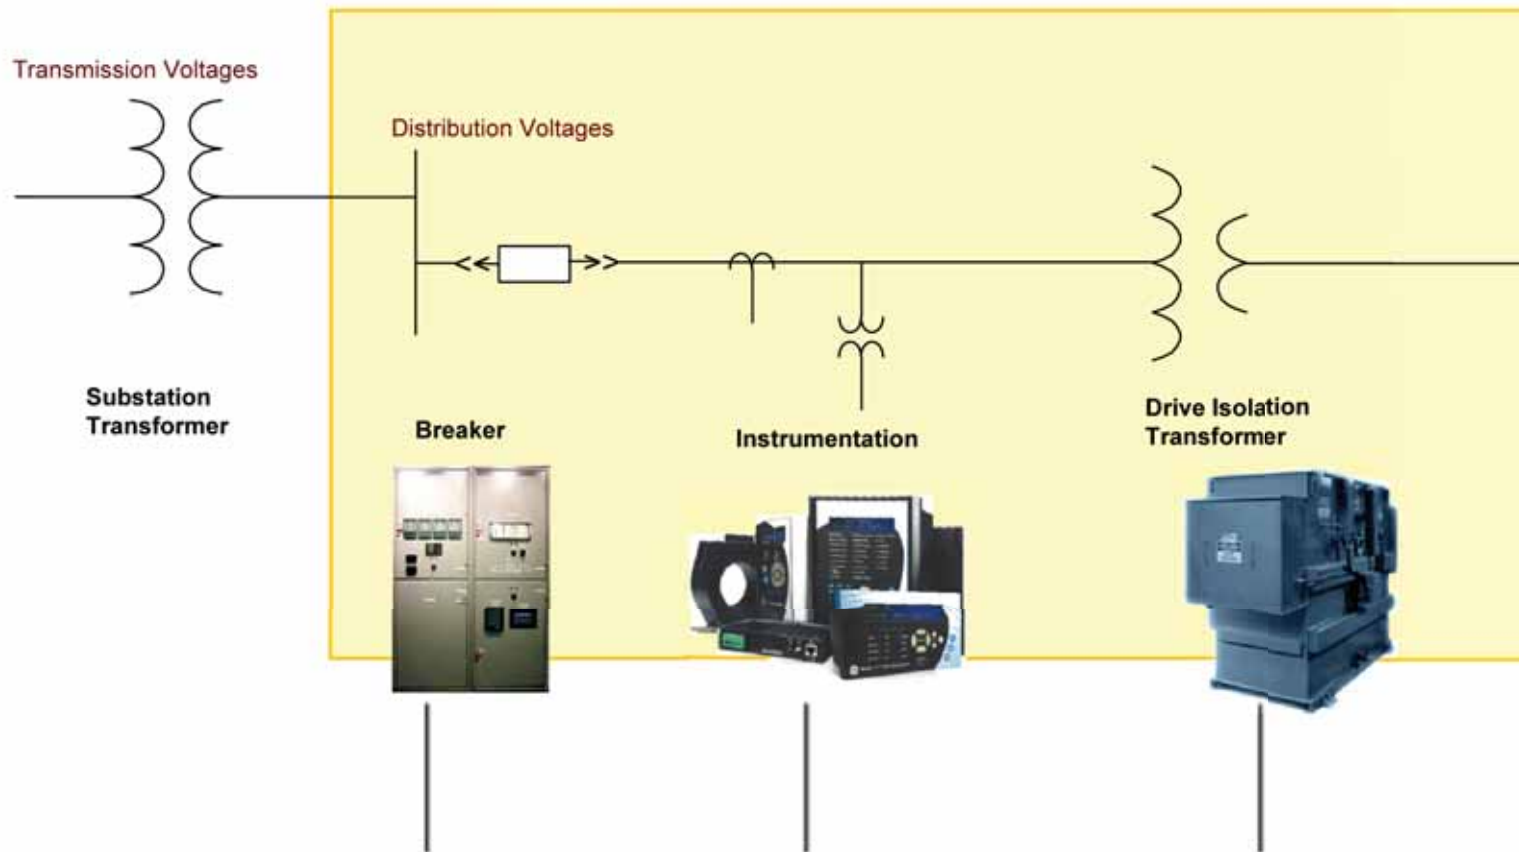 Transmission Voltages
Distribution Voltages
Substation
Transformer
Breaker
Instrumentation
Drive Isolation
Transformer